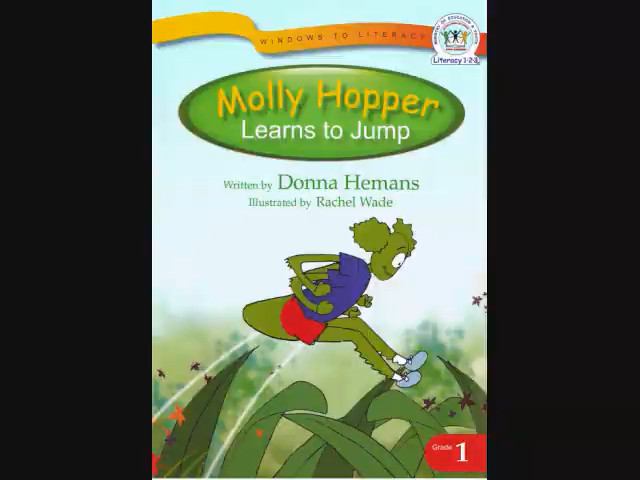 WINDOWS TO LITERACY
Literacy 1-2-3
Molly Hopper
Learns to Jump
Written by Donna Hemans
Illustrated by Rachel Wade
Grade 1